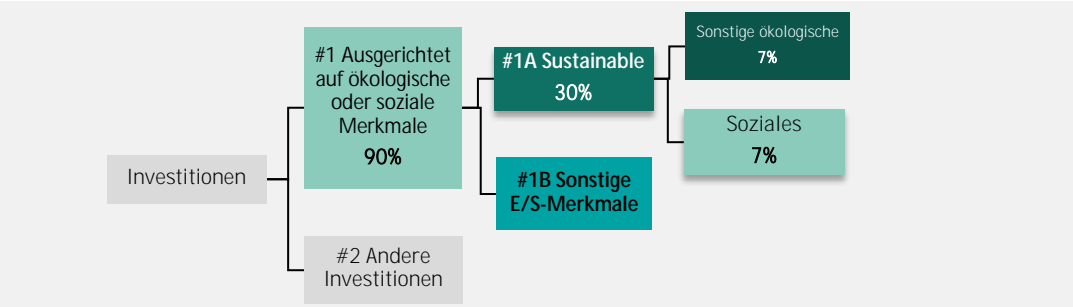 Investitionen
#1 Ausgerichtet
auf ökologische
oder soziale
Merkmale
90%
#2 Andere
Investitionen
#1A Sustainable
30%
#1B Sonstige
E/S-Merkmale
Sonstige ökologische
7%
Soziales
7%